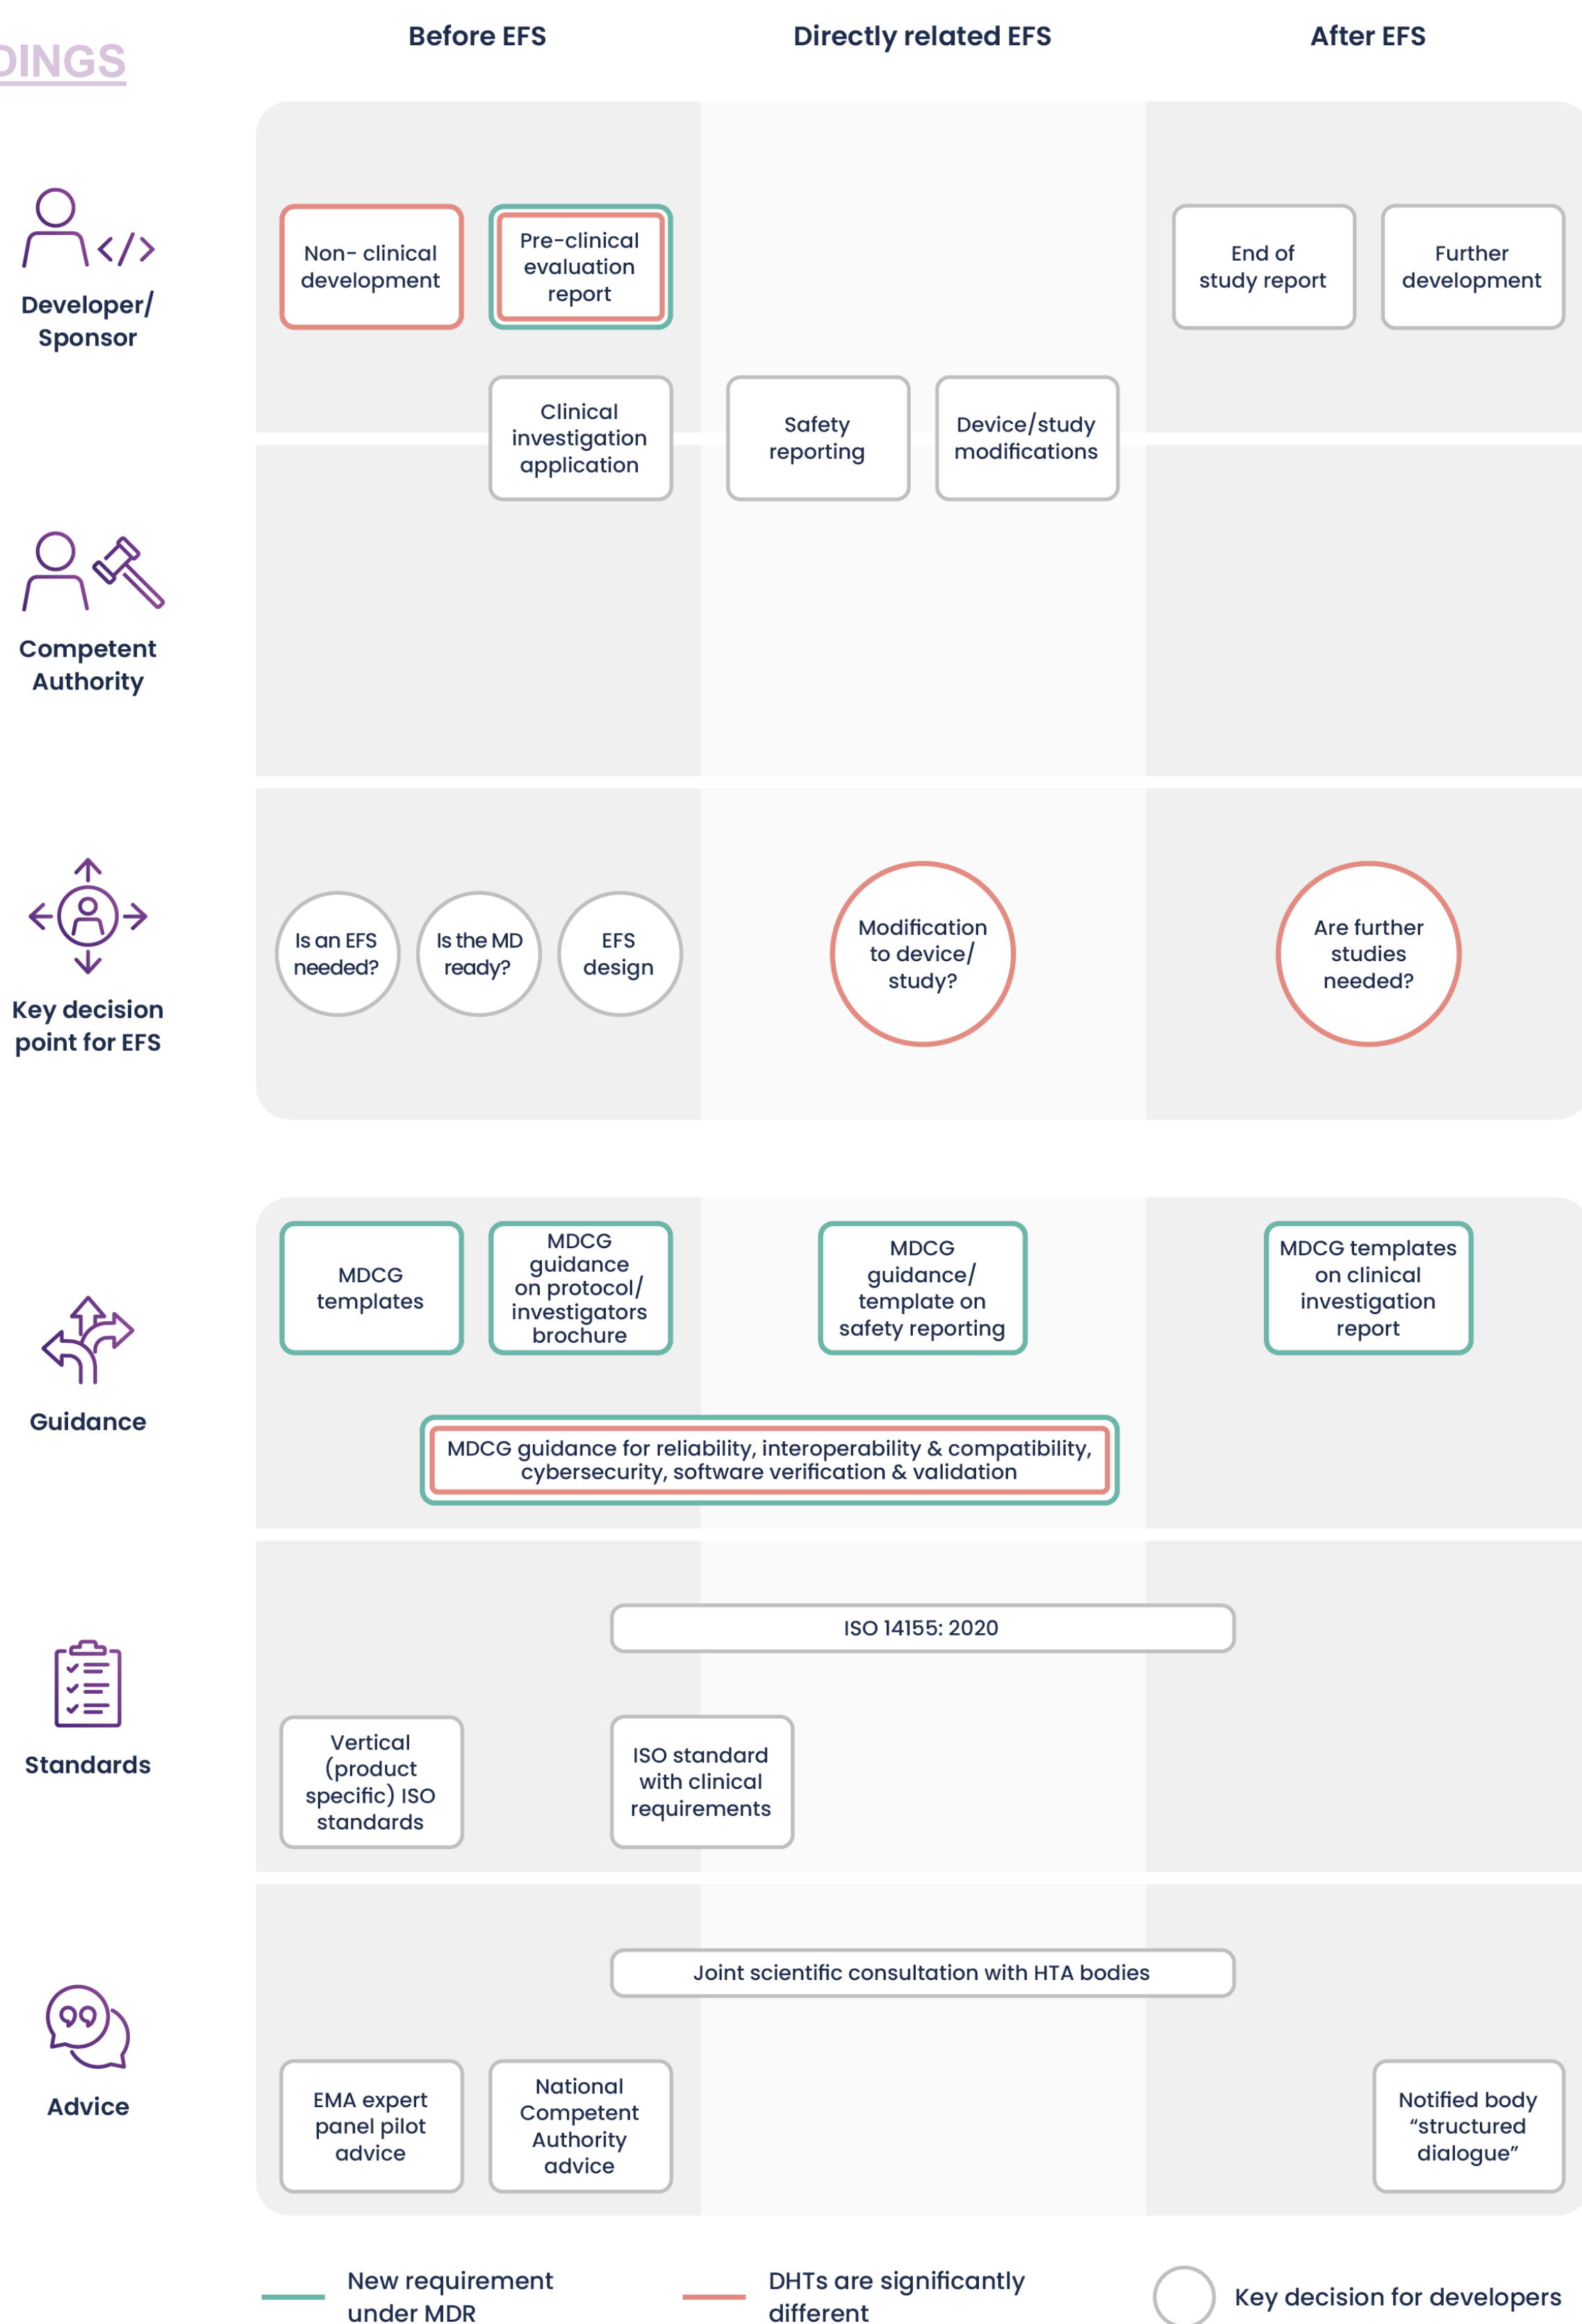 DINGS
Before EFS
Directly related EFS
After EFS
Developer/
Sponsor
Non- clinical
development
Pre-clinical
evaluation
report
End of
study report
Further
development
Clinical
investigation
application
Safety
reporting
Device/study
modifications
Competent
Authority
Key decision
point for EFS
Is an EFS
needed?
Is the MD
ready?
EFS
design
Modification
to device/
study?
Are further
studies
needed?
Guidance
MDCG
templates
MDCG
guidance
on protocol/
investigators
brochure
MDCG
guidance/
template on
safety reporting
MDCG templates
on clinical
investigation
report
MDCG guidance for reliability, interoperability & compatibility,
cybersecurity, software verification & validation
Standards
ISO 14155: 2020
Vertical
(product
specific) ISO
standards
ISO standard
with clinical
requirements
Advice
Joint scientific consultation with HTA bodies
EMA expert
panel pilot
advice
National
Competent
Authority
advice
Notified body
“structured
dialogue”
New requirement
under MDR
DHTs are significantly
different
Key decision for developers